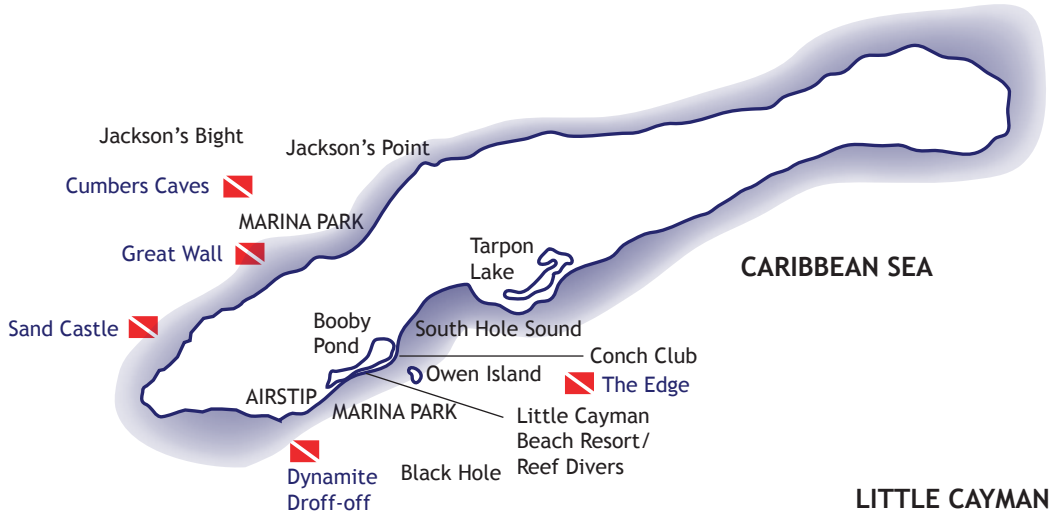 Jackson's Bight
Jackson's Point
Cumbers Caves
MARINA PARK
Great Wall
Tarpon
Lake
CARIBBEAN SEA
Sand Castle
Booby
Pond
South Hole Sound
Conch Club
Owen Island
The Edge
AIRSTIP
MARINA PARK
Little Cayman
Beach Resort/
Reef Divers
Dynamite
Droff-off
Black Hole
LITTLE CAYMAN